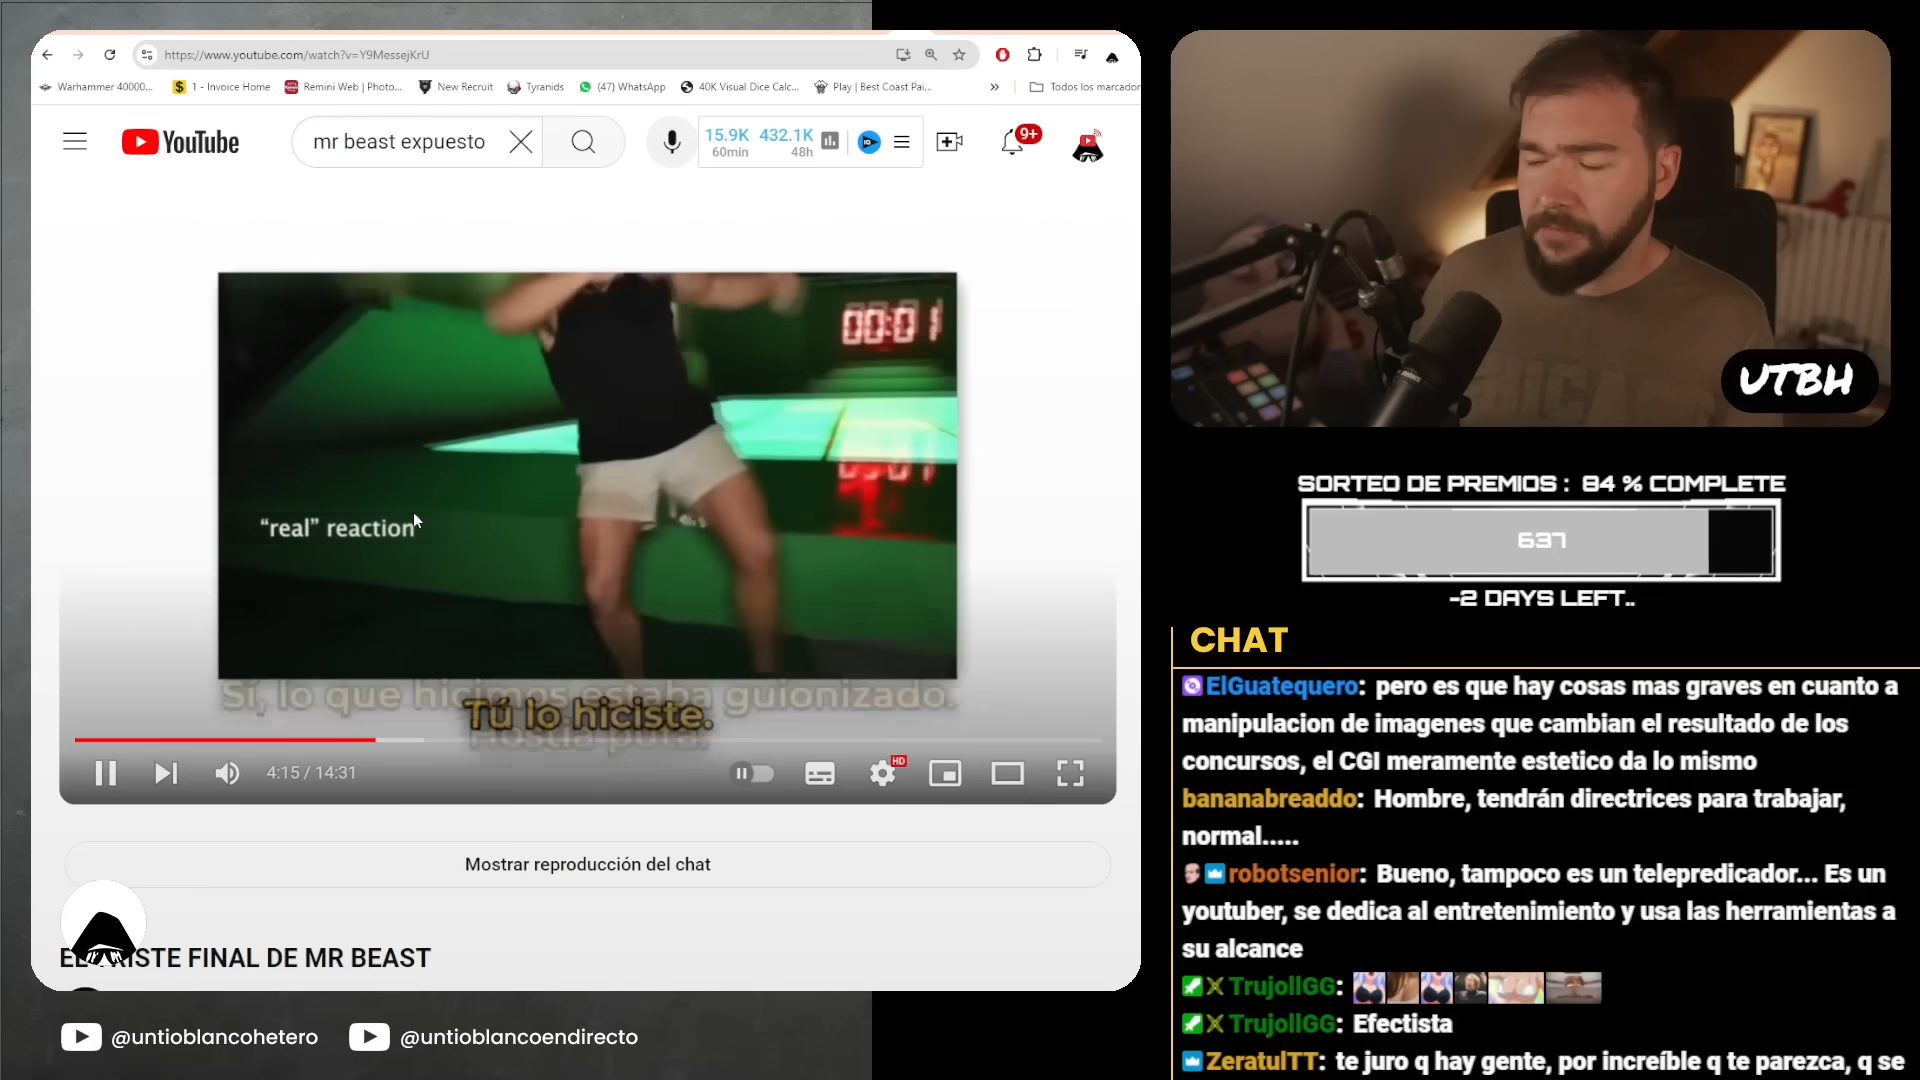 https://www.youtube.com/watch?v=Y9MessejKrU
Warhammer 40000...
1 - Invoice Home
Remini Web | Photo...
New Recruit
Tyranids
(47) WhatsApp
40K Visual Dice Calc...
Play | Best Coast Pai...
Todos los marcador
YouTube
mr beast expuesto
15.9K 432.1K
60min 48h
9+
00:01
"real" reaction
Sí, lo que hicimos estaba guionizado.
Tú lo hiciste.
4:15 / 14:31
HD
Mostrar reproducción del chat
STE FINAL DE MR BEAST
@untioblancohetero
@untioblancoendirecto
UTBH
SORTEO DE PREMIOS : 84 % COMPLETE
637
-2 DAYS LEFT..
CHAT
ElGuatequero: pero es que hay cosas mas graves en cuanto a
manipulacion de imagenes que cambian el resultado de los
concursos, el CGI meramente estetico da lo mismo
bananabreaddo: Hombre, tendrán directrices para trabajar,
normal.....
robotsenior: Bueno, tampoco es un telepredicador... Es un
youtuber, se dedica al entretenimiento y usa las herramientas a
su alcance
TrujollGG:
TrujollGG: Efectista
ZeratulTT: te juro q hay gente, por increíble q te parezca, q se